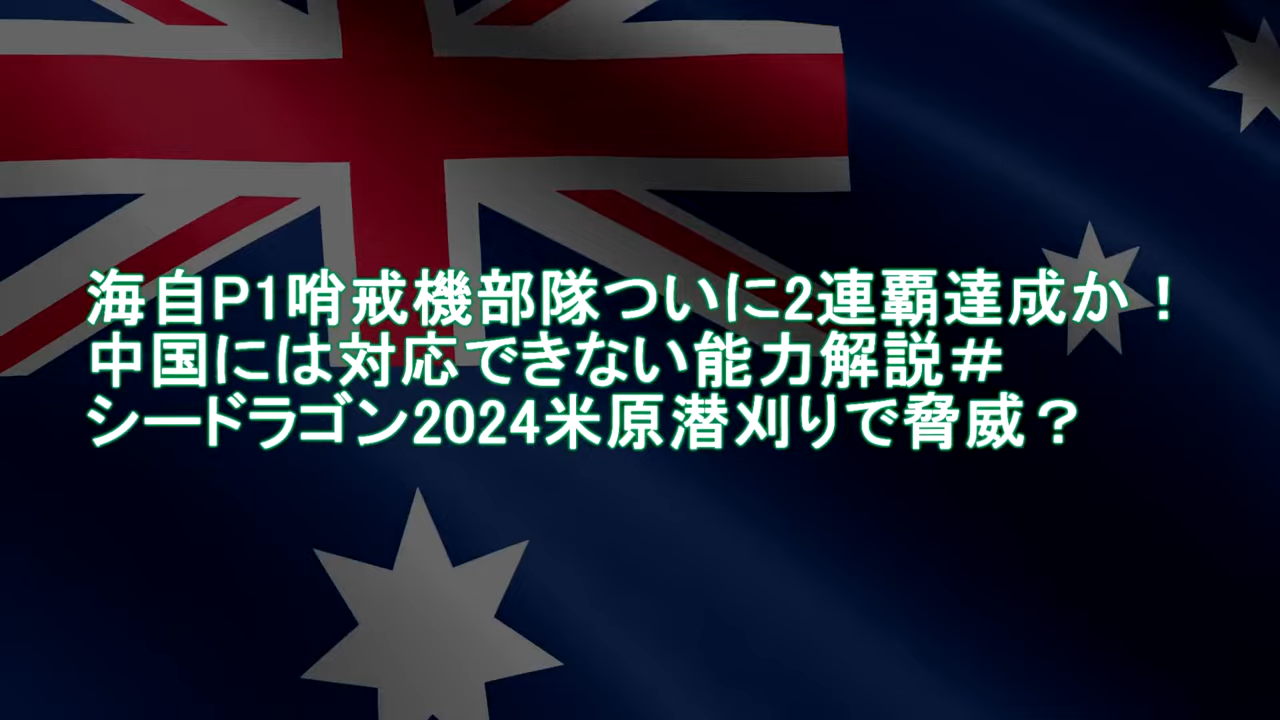 海自P1哨戒機部隊ついに2連覇達成か！
中国には対応できない能力解説＃
シードラゴン2024米原潜刈りで脅威？